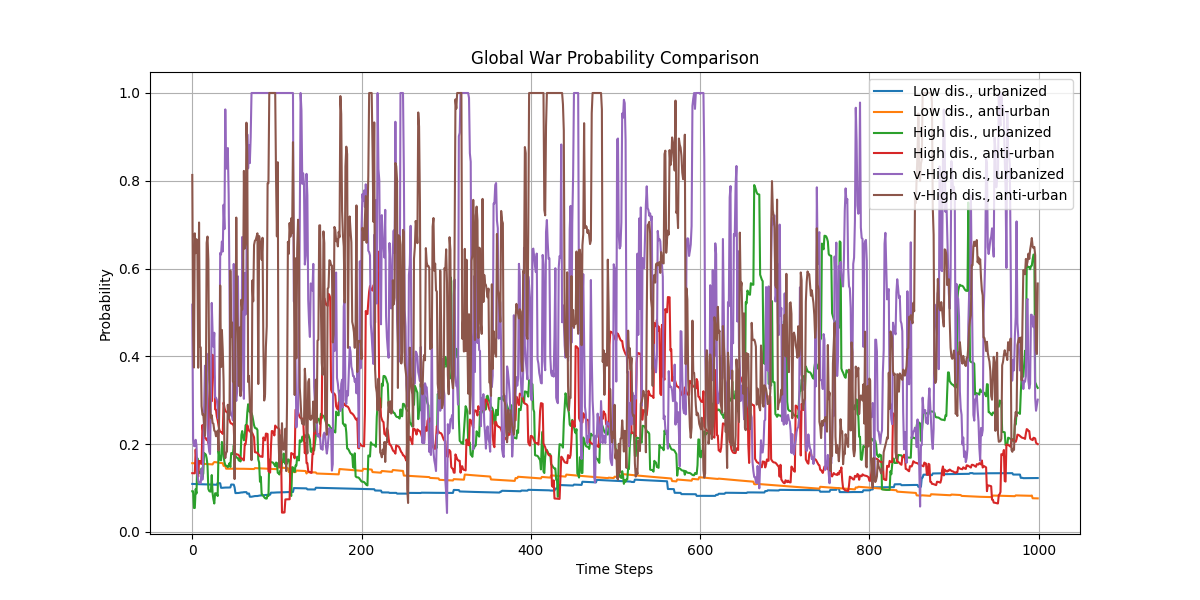 Global War Probability Comparison
Probability
1.0
0.8
0.6
0.4
0.2
0.0
Low dis., urbanized
Low dis., anti-urban
High dis., urbanized
High dis., anti-urban
v-High dis., urbanized
v-High dis., anti-urban
0 200 400 600 800 1000
Time Steps